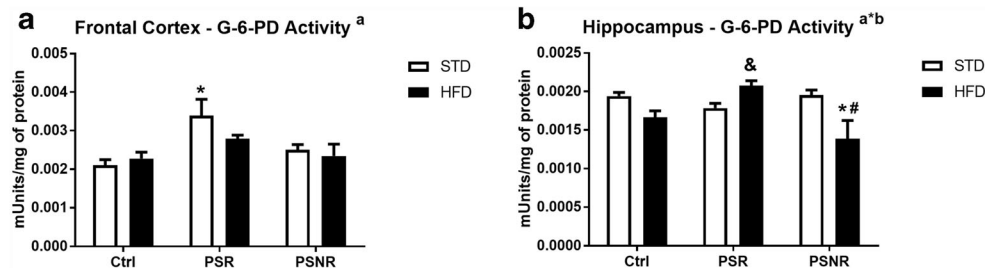 a
Frontal Cortex - G-6-PD Activity a
mUnits/mg of protein
0.005
0.004
0.003
0.002
0.001
0.000
*
Ctrl
PSR
PSNR
STD
HFD
b
Hippocampus - G-6-PD Activity a*b
mUnits/mg of protein
0.0025
0.0020
0.0015
0.0010
0.0005
0.0000
&
*#
Ctrl
PSR
PSNR
STD
HFD